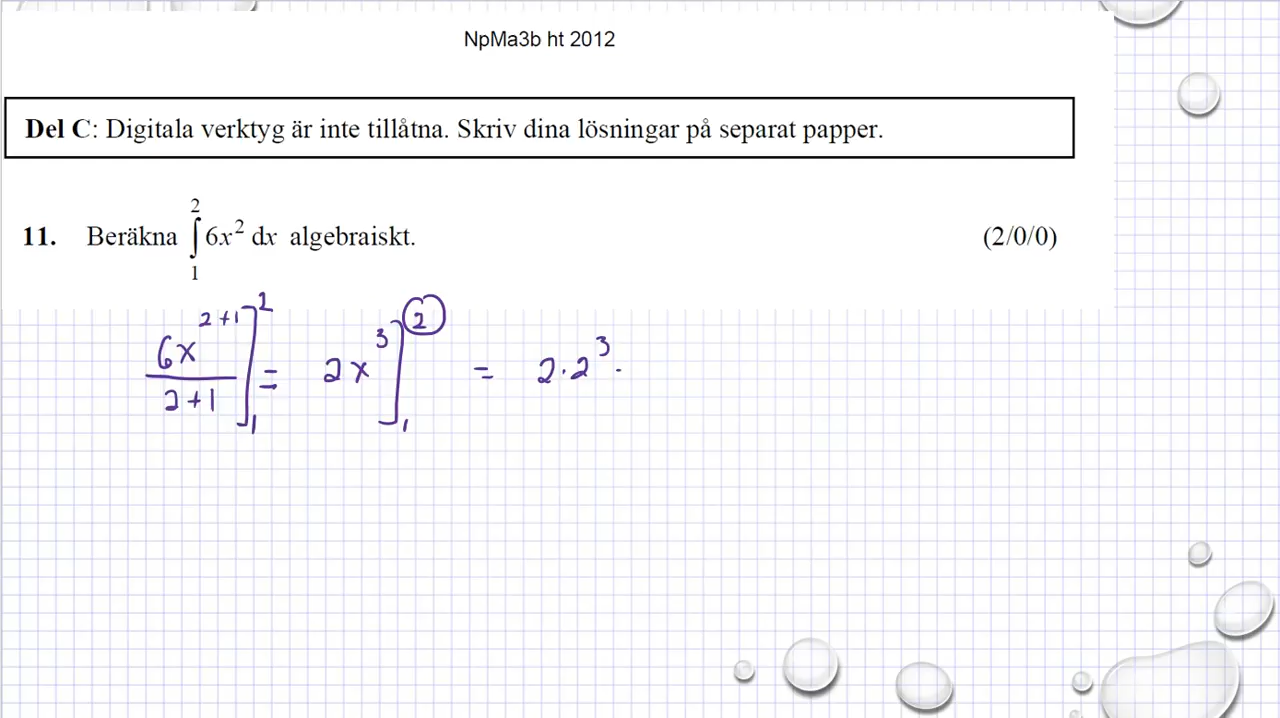 NpMa3b ht 2012
Del C: Digitala verktyg är inte tillåtna. Skriv dina lösningar på separat papper.
11. Beräkna ∫₁² 6x² dx algebraiskt. (2/0/0)
6x^(2+1)/(2+1)]₁² = 2x³]₁² = 2·2³ -